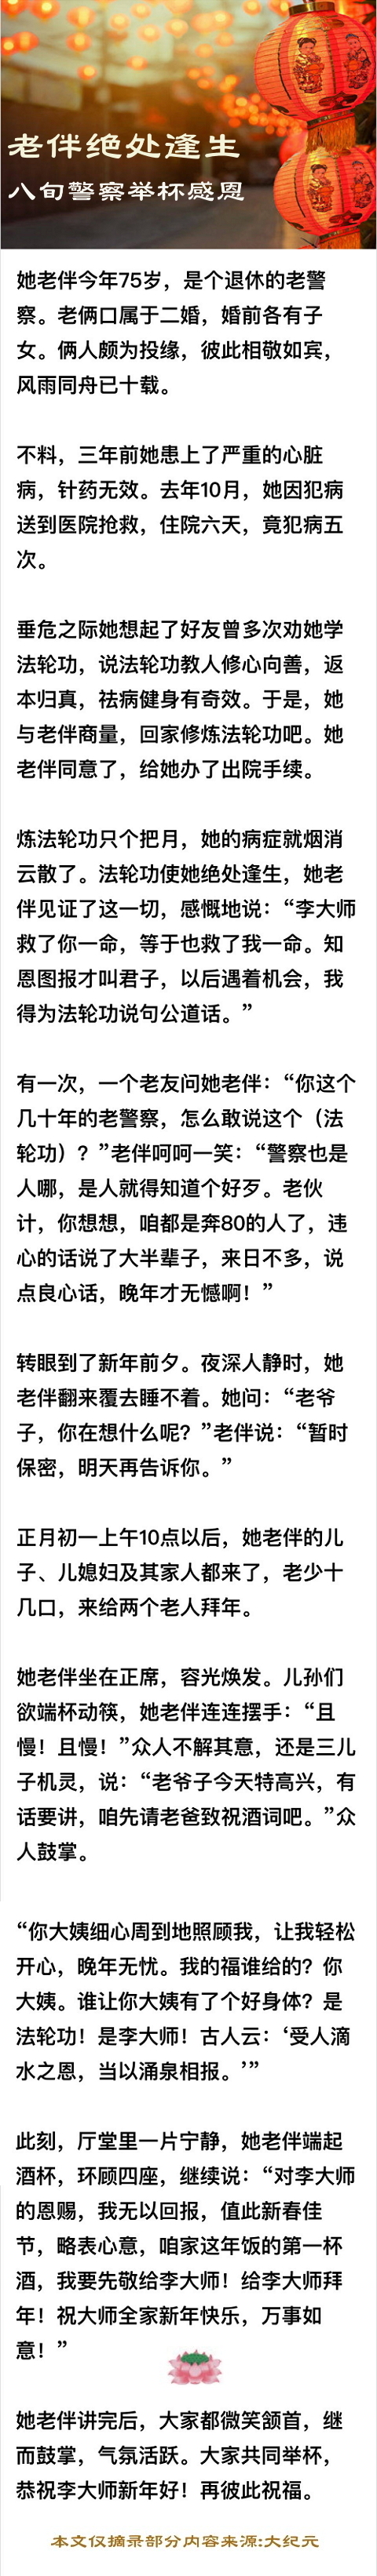 老伴绝处逢生
八旬警察举杯感恩
她老伴今年75岁，是个退休的老警
察。老俩口属于二婚，婚前各有子
女。俩人颇为投缘，彼此相敬如宾，
风雨同舟已十载。
不料，三年前她患上了严重的心脏
病，针药无效。去年10月，她因犯病
送到医院抢救，住院六天，竟犯病五
次。
垂危之际她想起了好友曾多次劝她学
法轮功，说法轮功教人修心向善，返
本归真，祛病健身有奇效。于是，她
与老伴商量，回家修炼法轮功吧。她
老伴同意了，给她办了出院手续。
炼法轮功只个把月，她的病症就烟消
云散了。法轮功使她绝处逢生，她老
伴见证了这一切，感慨地说：“李大师
救了你一命，等于也救了我一命。知
恩图报才叫君子，以后遇着机会，我
得为法轮功说句公道话。”
有一次，一个老友问她老伴：“你这个
几十年的老警察，怎么敢说这个（法
轮功）？”老伴呵呵一笑：“警察也是
人哪，是人就得知道个好歹。老伙
计，你想想，咱都是奔80的人了，违
心的话说了大半辈子，来日不多，说
点良心话，晚年才无憾啊！”
转眼到了新年前夕。夜深人静时，她
老伴翻来覆去睡不着。她问：“老爷
子，你在想什么呢？”老伴说：“暂时
保密，明天再告诉你。”
正月初一上午10点以后，她老伴的儿
子、儿媳妇及其家人都来了，老少十
几口，来给两个老人拜年。
她老伴坐在正席，容光焕发。儿孙们
欲端杯动筷，她老伴连连摆手：“且
慢！且慢！”众人不解其意，还是三儿
子机灵，说：“老爷子今天特高兴，有
话要讲，咱先请老爸致祝酒词吧。”众
人鼓掌。
“你大姨细心周到地照顾我，让我轻松
开心，晚年无忧。我的福谁给的？你
大姨。谁让你大姨有了个好身体？是
法轮功！是李大师！古人云：‘受人滴
水之恩，当以涌泉相报。’”
此刻，厅堂里一片宁静，她老伴端起
酒杯，环顾四座，继续说：“对李大师
的恩赐，我无以回报，值此新春佳
节，略表心意，咱家这年饭的第一杯
酒，我要先敬给李大师！给李大师拜
年！祝大师全家新年快乐，万事如
意！”
她老伴讲完后，大家都微笑颔首，继
而鼓掌，气氛活跃。大家共同举杯，
恭祝李大师新年好！再彼此祝福。
本文仅摘录部分内容来源:大纪元